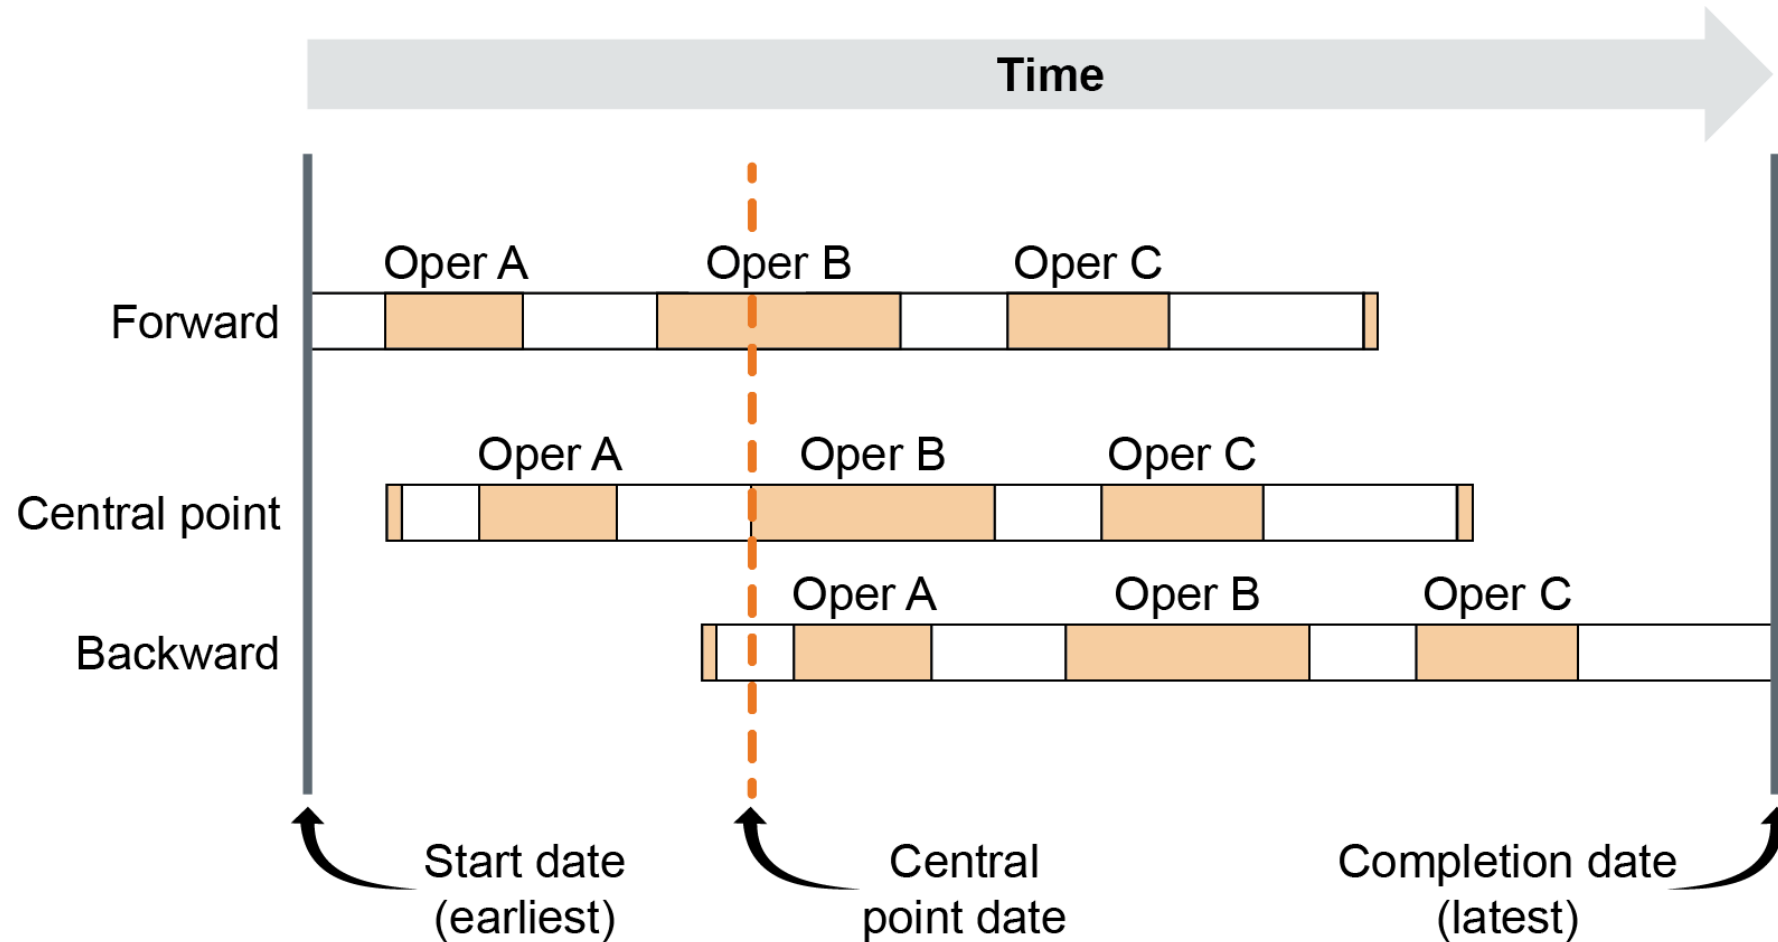 Time
Oper A
Oper B
Oper C
Forward
Oper A
Oper B
Oper C
Central point
Oper A
Oper B
Oper C
Backward
Start date
(earliest)
Central
point date
Completion date
(latest)